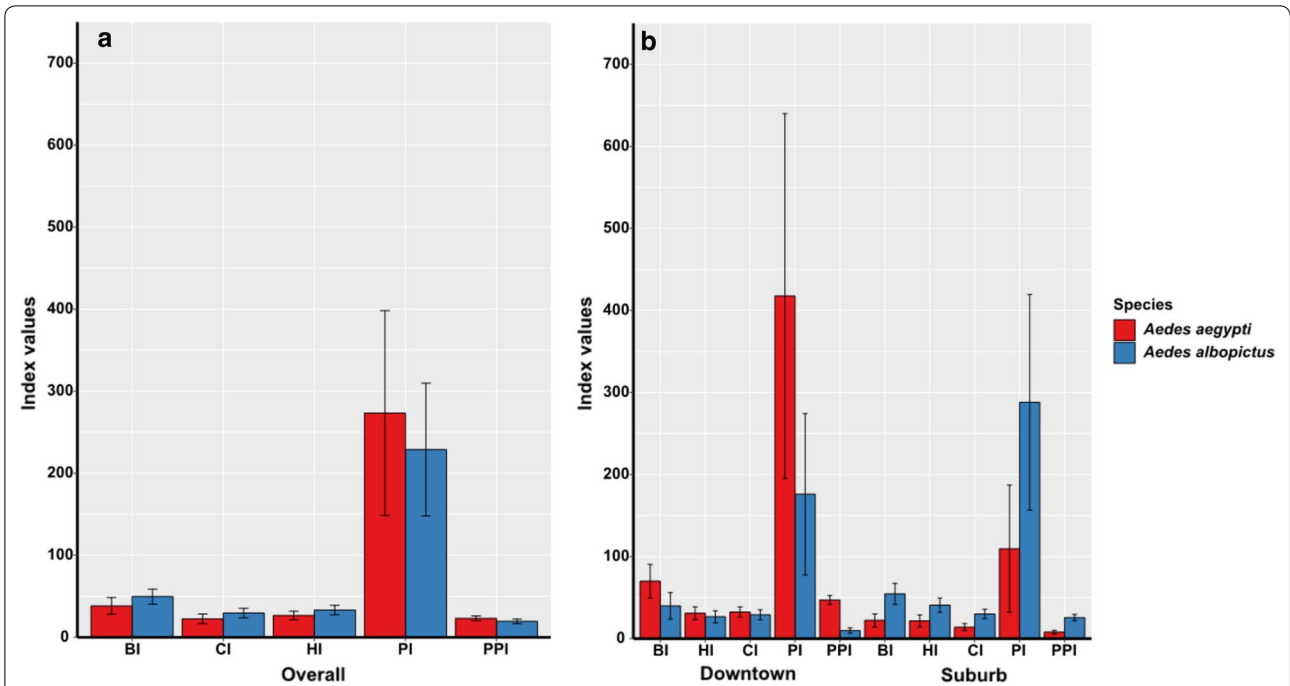 a
700
600
500
400
300
200
100
0
Index values
BI CI HI PI PPI
Overall
b
700
600
500
400
300
200
100
0
Index values
BI HI CI PI PPI BI HI CI PI PPI
Downtown Suburb
Species
Aedes aegypti
Aedes albopictus